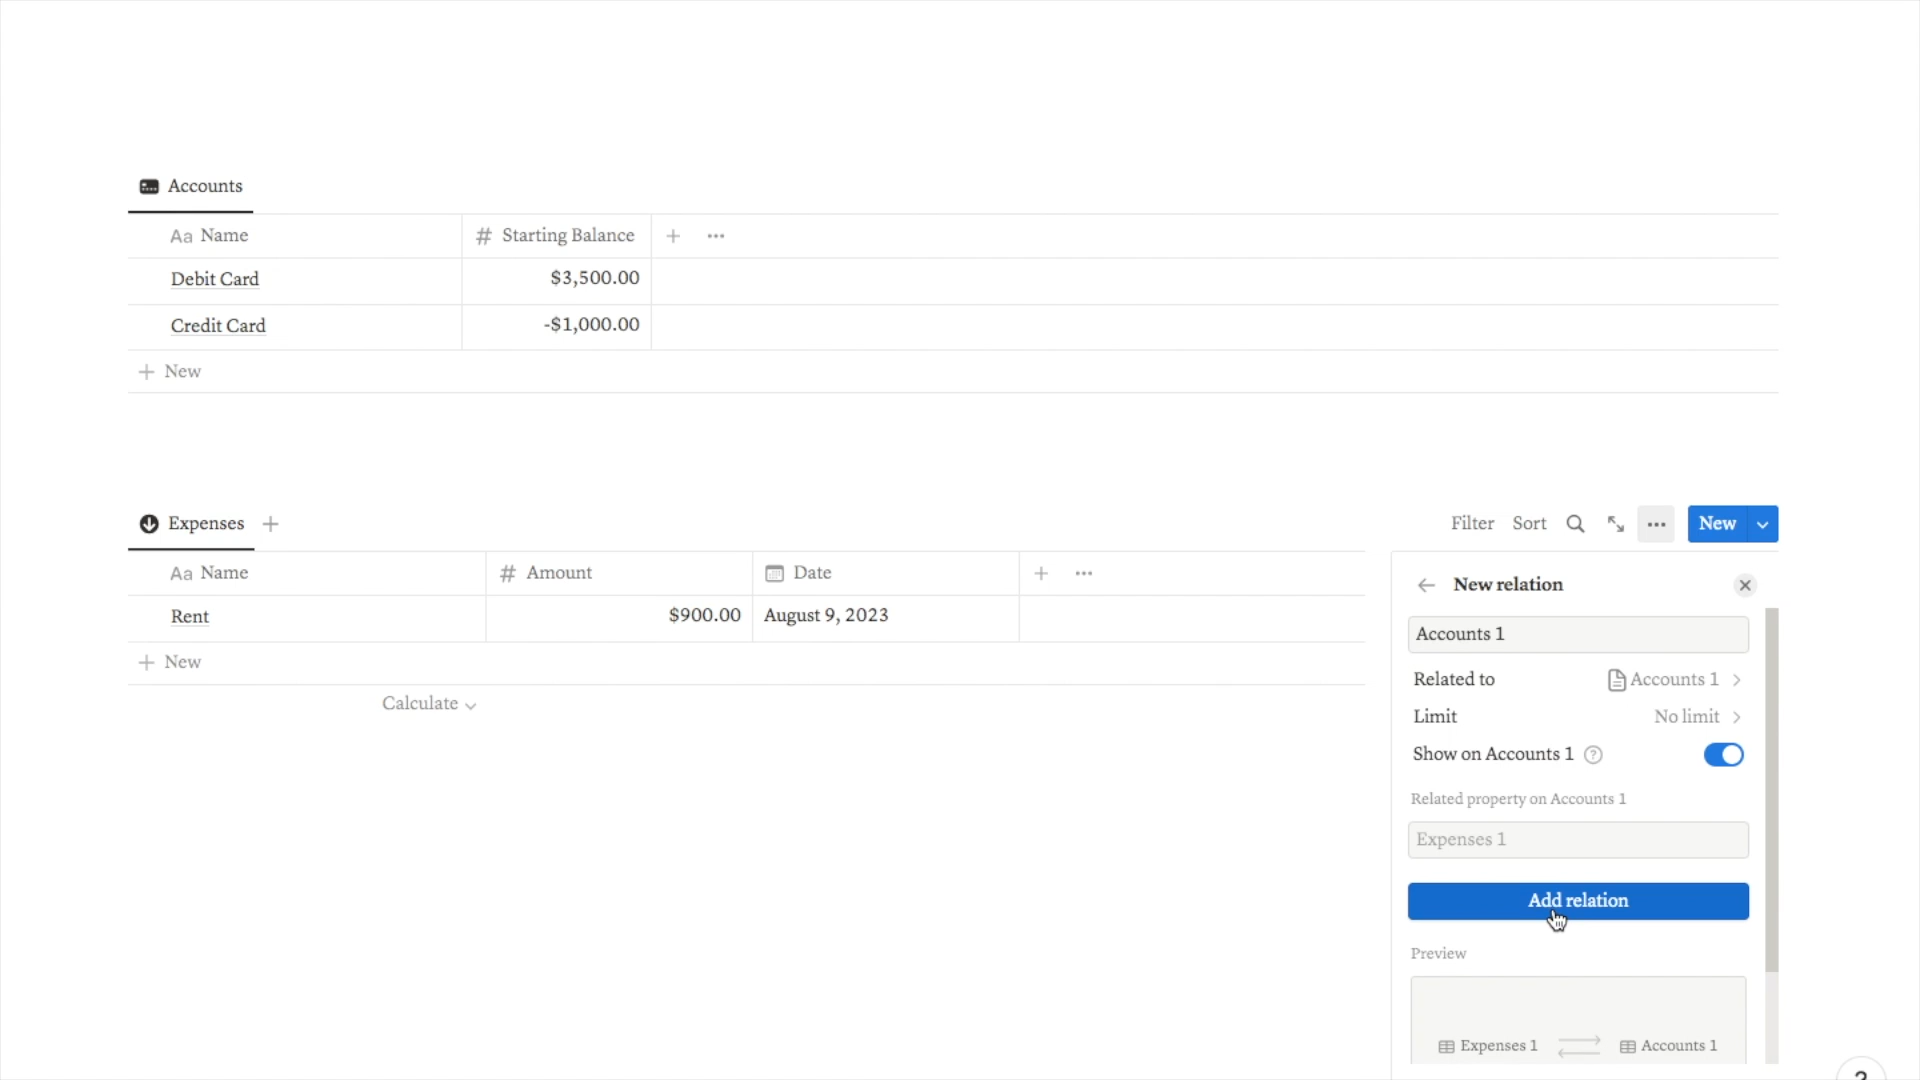 Accounts
Aa Name # Starting Balance + •••
Debit Card $3,500.00
Credit Card -$1,000.00
+ New
Expenses + Filter Sort ••• New
Aa Name # Amount Date + •••
Rent $900.00 August 9, 2023
+ New
Calculate
New relation
Accounts 1
Related to Accounts 1
Limit No limit
Show on Accounts 1 ?
Related property on Accounts 1
Expenses 1
Add relation
Preview
Expenses 1 Accounts 1
?